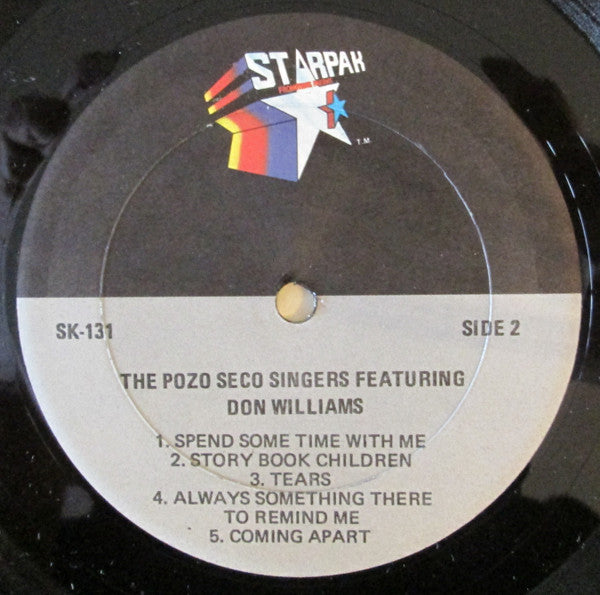 STARPAK
T.M.
SK-131
SIDE 2
THE POZO SECO SINGERS FEATURING
DON WILLIAMS
1. SPEND SOME TIME WITH ME
2. STORY BOOK CHILDREN
3. TEARS
4. ALWAYS SOMETHING THERE
TO REMIND ME
5. COMING APART